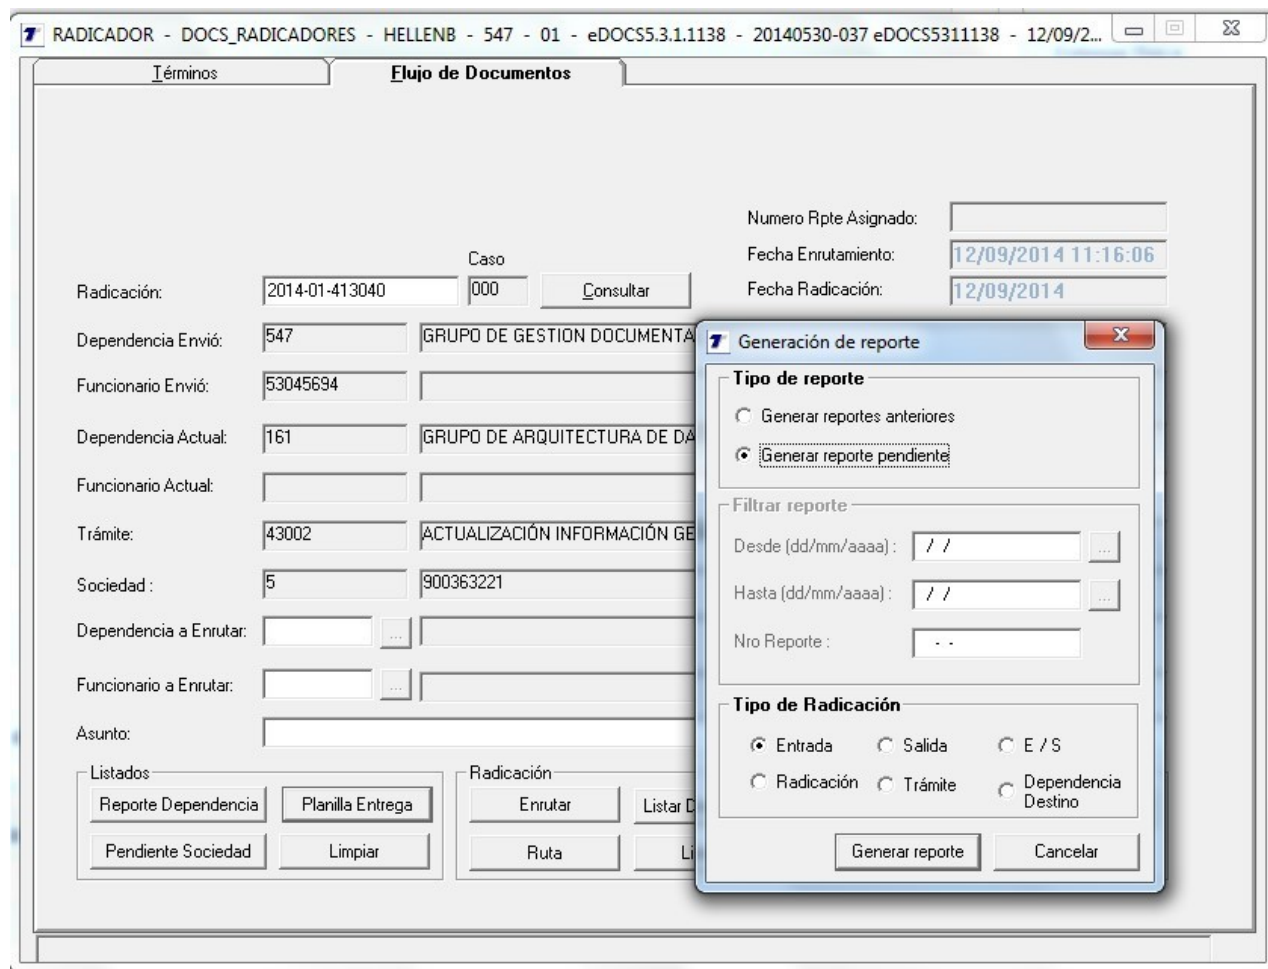 RADICADOR - DOCS_RADICADORES - HELLENB - 547 - 01 - eDOCS5.3.1.1138 - 20140530-037 eDOCS5311138 - 12/09/2...
Términos
Flujo de Documentos
Numero Rpte Asignado:
Fecha Enrutamiento: 12/09/2014 11:16:06
Caso
Radicación: 2014-01-413040 000 Consultar
Fecha Radicación: 12/09/2014
Dependencia Envió: 547 GRUPO DE GESTION DOCUMENTA
Funcionario Envió: 53045694
Dependencia Actual: 161 GRUPO DE ARQUITECTURA DE DA
Funcionario Actual:
Trámite: 43002 ACTUALIZACIÓN INFORMACIÓN GE
Sociedad : 5 900363221
Dependencia a Enrutar: ...
Funcionario a Enrutar: ...
Asunto:
Listados
Reporte Dependencia Planilla Entrega
Pendiente Sociedad Limpiar
Radicación
Enrutar Listar D
Ruta Li
Generación de reporte
Tipo de reporte
Generar reportes anteriores
Generar reporte pendiente
Filtrar reporte
Desde (dd/mm/aaaa) : / / ...
Hasta (dd/mm/aaaa) : / / ...
Nro Reporte : - -
Tipo de Radicación
Entrada Salida E / S
Radicación Trámite Dependencia
Destino
Generar reporte Cancelar